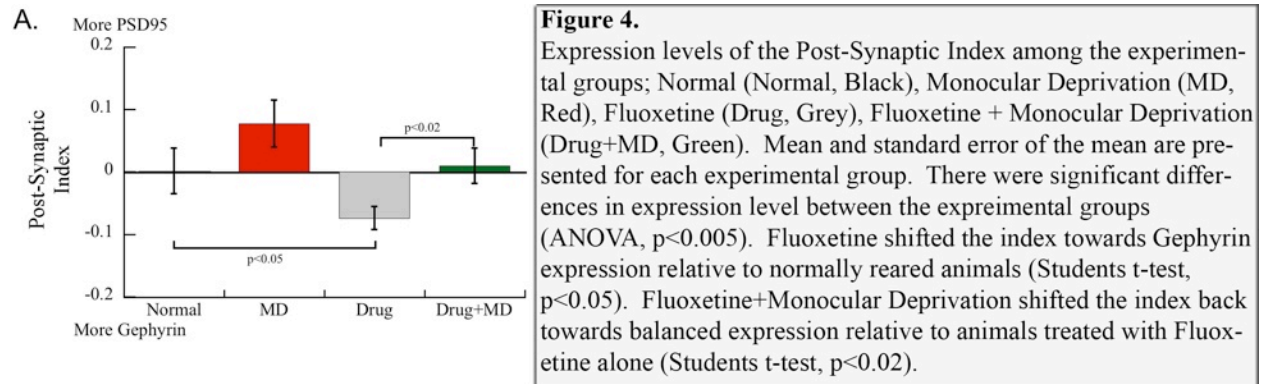 A.
More PSD95
0.2
0.1
0
-0.1
-0.2
Post-Synaptic
Index
p<0.02
p<0.05
Normal MD Drug Drug+MD
More Gephyrin
Figure 4.
Expression levels of the Post-Synaptic Index among the experimen-
tal groups; Normal (Normal, Black), Monocular Deprivation (MD,
Red), Fluoxetine (Drug, Grey), Fluoxetine + Monocular Deprivation
(Drug+MD, Green).  Mean and standard error of the mean are pre-
sented for each experimental group.  There were significant differ-
ences in expression level between the expreimental groups
(ANOVA, p<0.005).  Fluoxetine shifted the index towards Gephyrin
expression relative to normally reared animals (Students t-test,
p<0.05).  Fluoxetine+Monocular Deprivation shifted the index back
towards balanced expression relative to animals treated with Fluox-
etine alone (Students t-test, p<0.02).